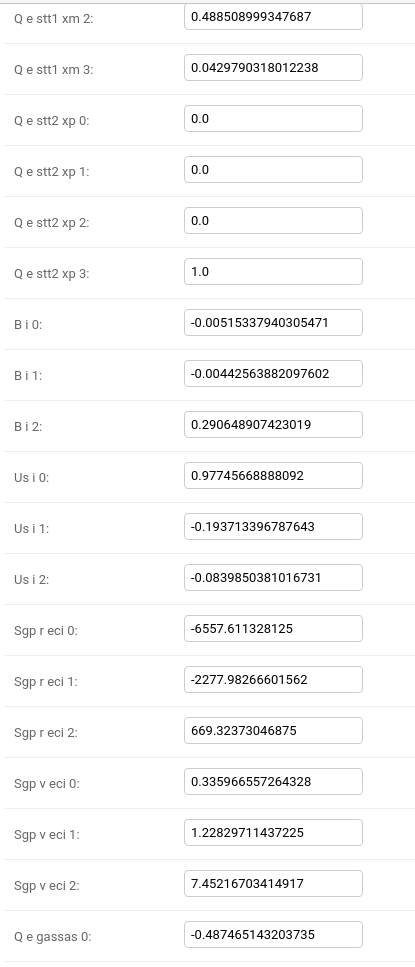 Q e stt1 xm 2: 0.488508999347687
Q e stt1 xm 3: 0.0429790318012238
Q e stt2 xp 0: 0.0
Q e stt2 xp 1: 0.0
Q e stt2 xp 2: 0.0
Q e stt2 xp 3: 1.0
B i 0: -0.00515337940305471
B i 1: -0.00442563882097602
B i 2: 0.290648907423019
Us i 0: 0.97745668888092
Us i 1: -0.193713396787643
Us i 2: -0.0839850381016731
Sgp r eci 0: -6557.611328125
Sgp r eci 1: -2277.98266601562
Sgp r eci 2: 669.32373046875
Sgp v eci 0: 0.335966557264328
Sgp v eci 1: 1.22829711437225
Sgp v eci 2: 7.45216703414917
Q e gassas 0: -0.487465143203735